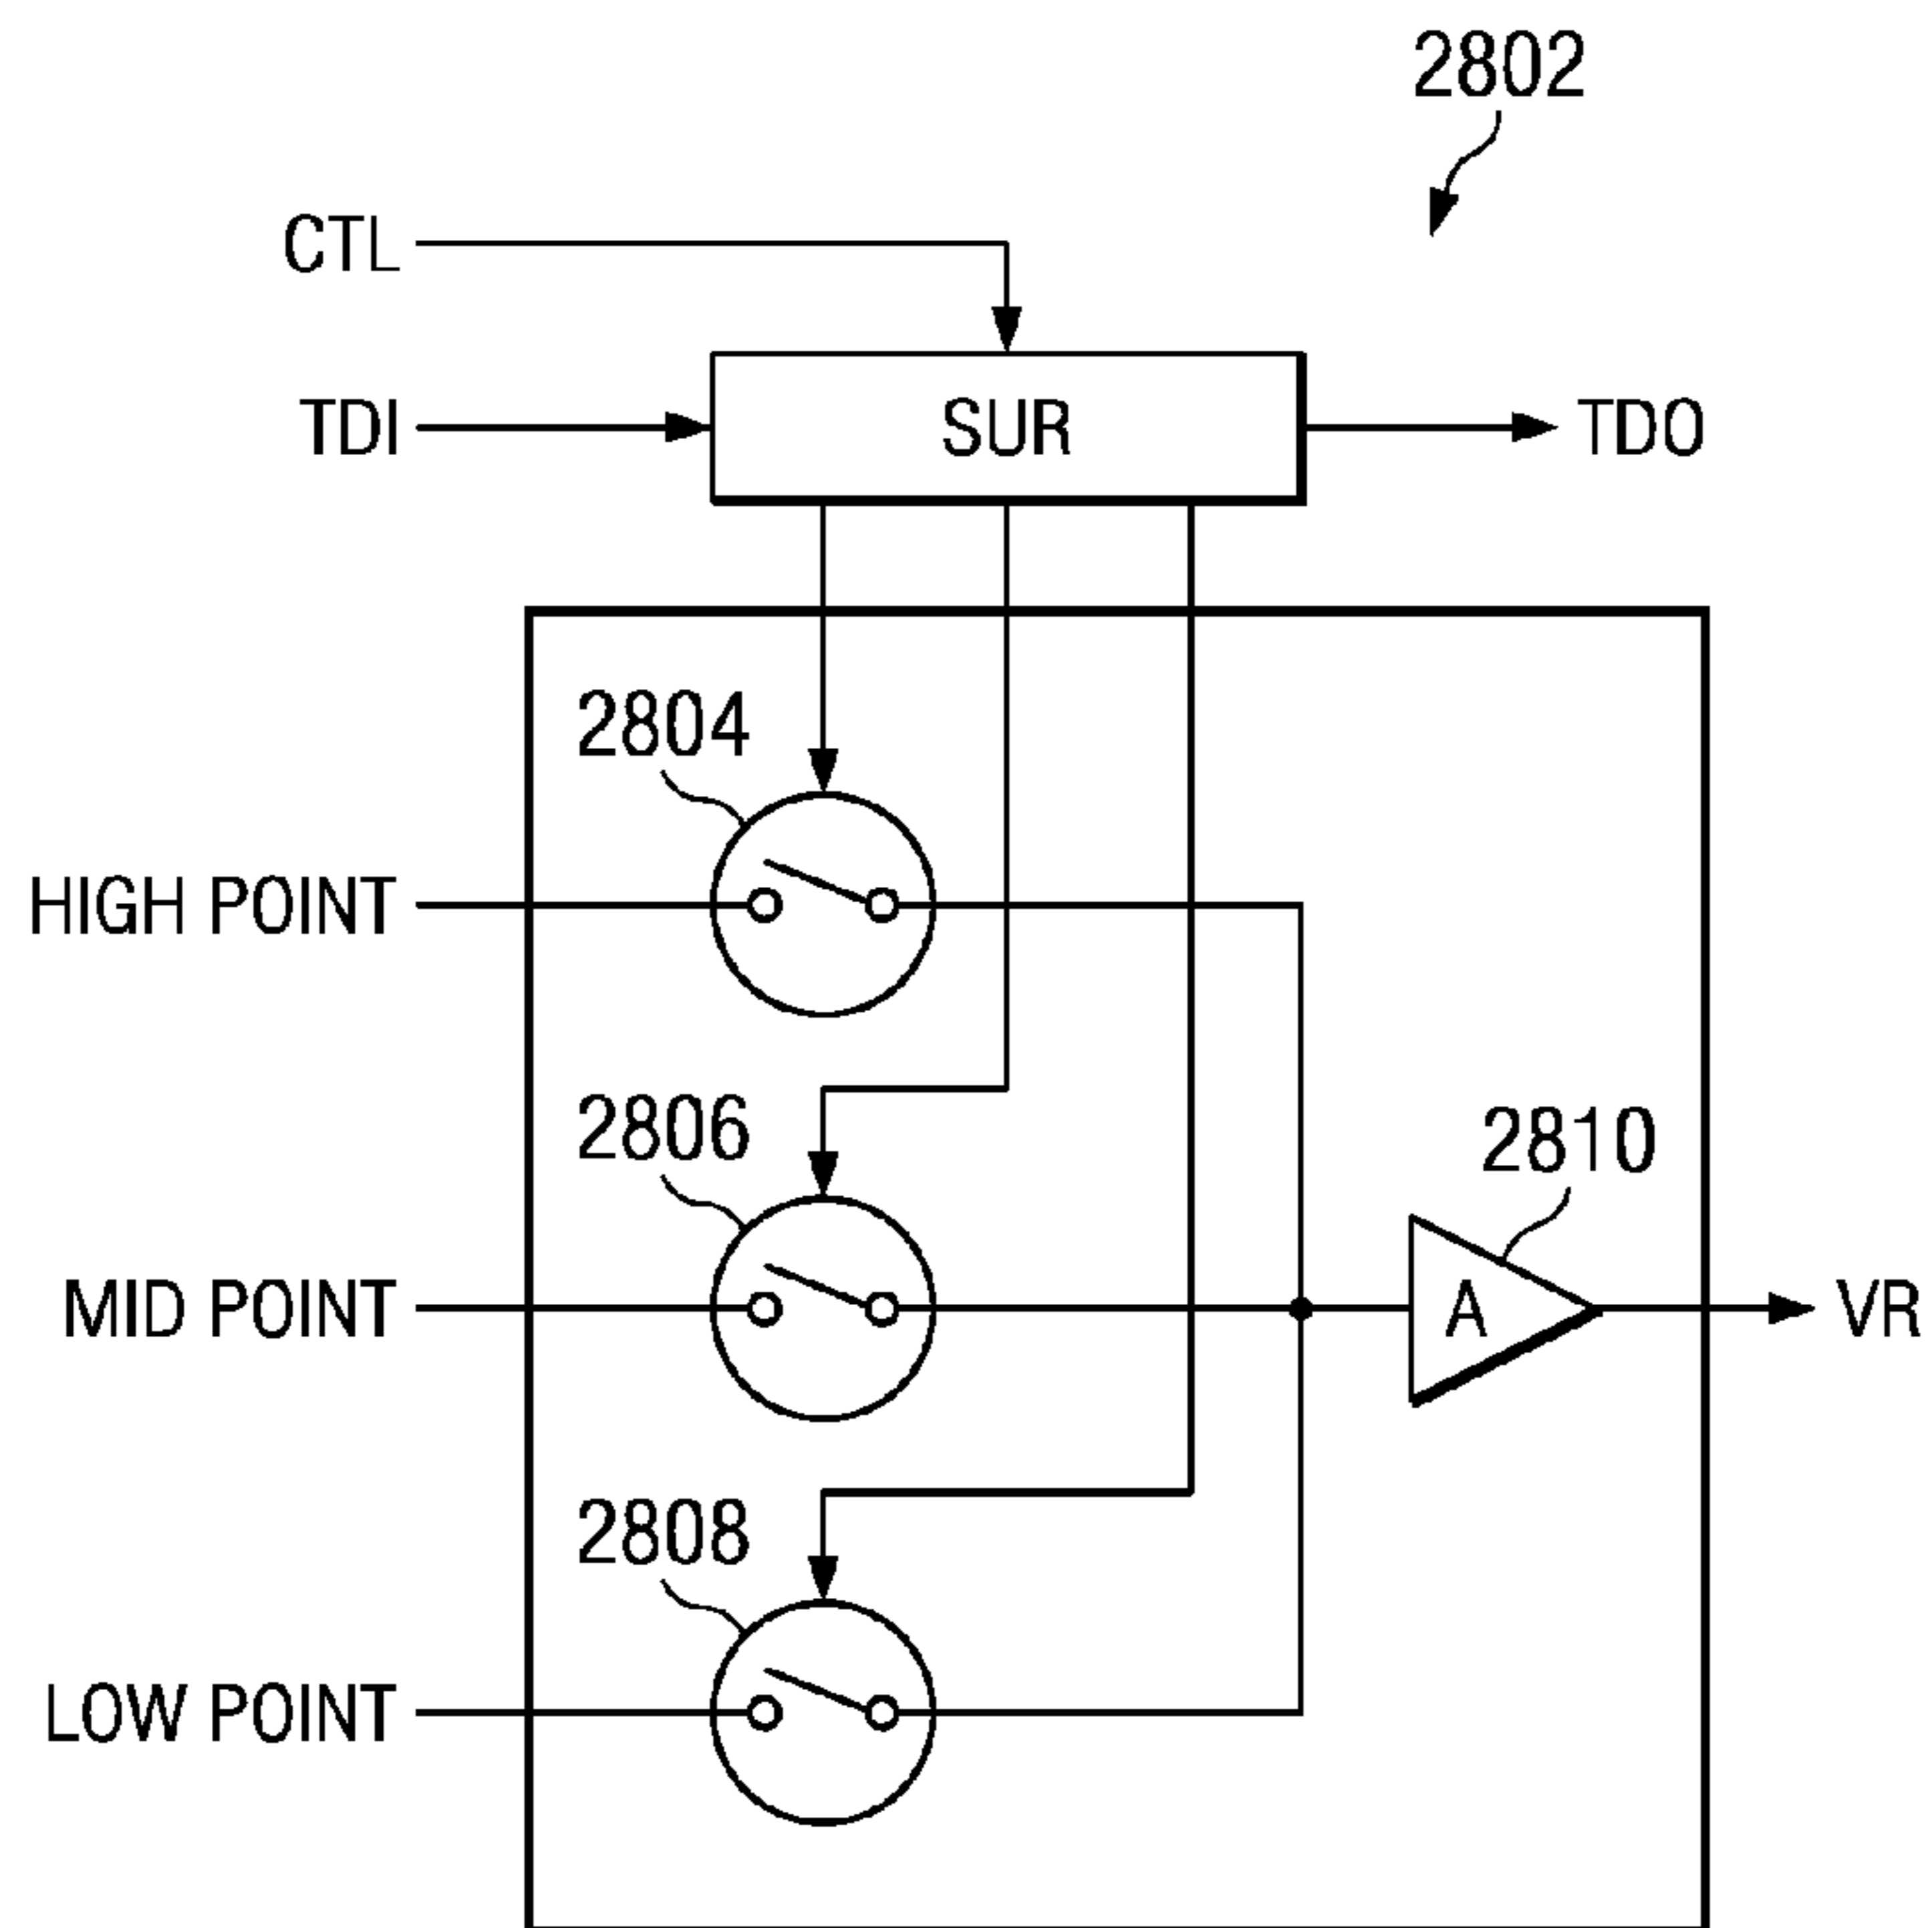 2802
CTL
TDI
SUR
TDO
2804
HIGH POINT
2806
2810
MID POINT
A
VR
2808
LOW POINT